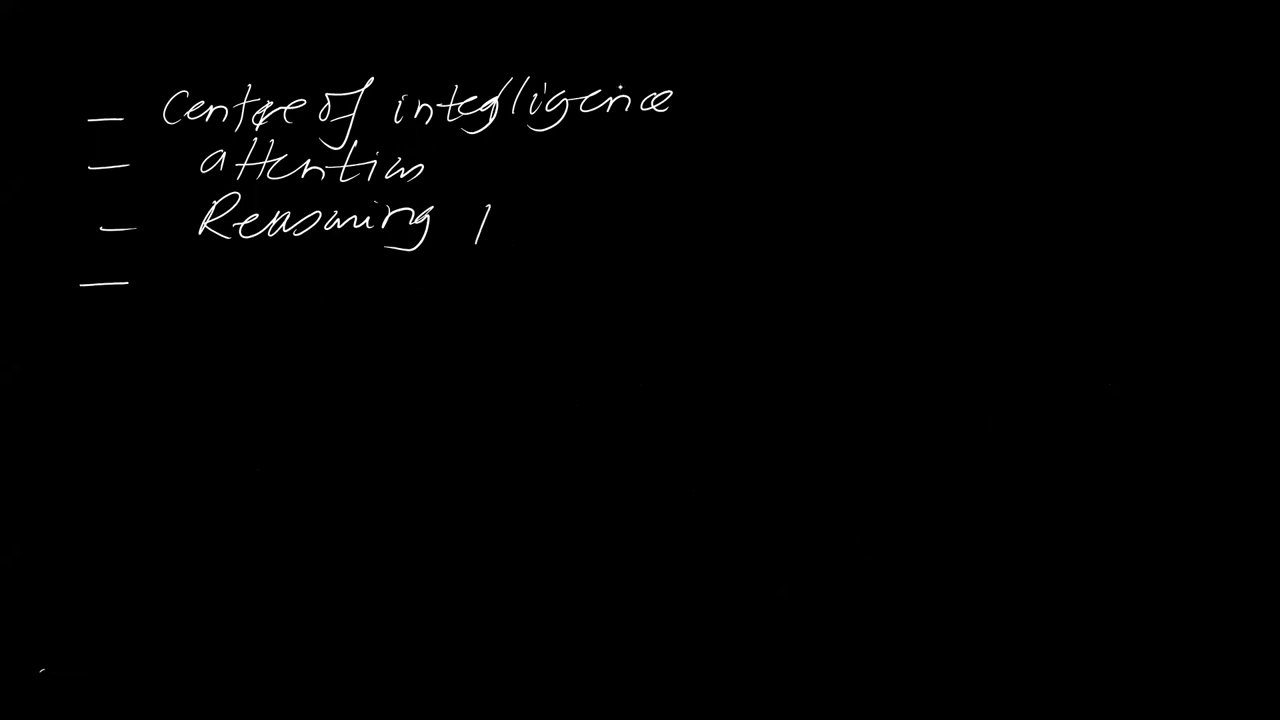 - Centre of intelligence
- attention
- Reasoning
-